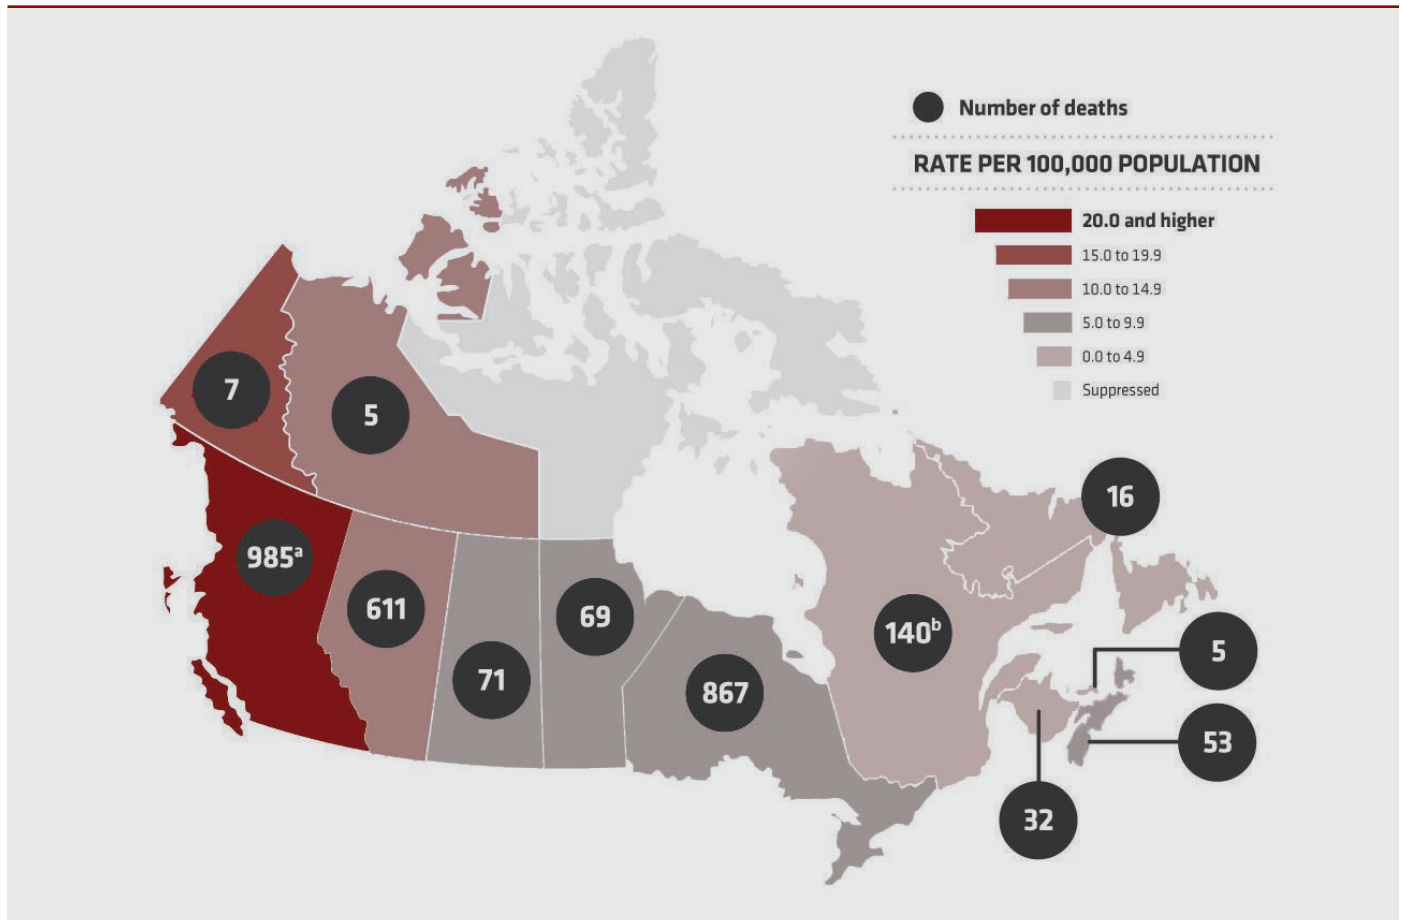 Number of deaths
RATE PER 100,000 POPULATION
20.0 and higher
15.0 to 19.9
10.0 to 14.9
5.0 to 9.9
0.0 to 4.9
Suppressed
7
5
16
985ᵃ
611
69
140ᵇ
71
867
5
53
32